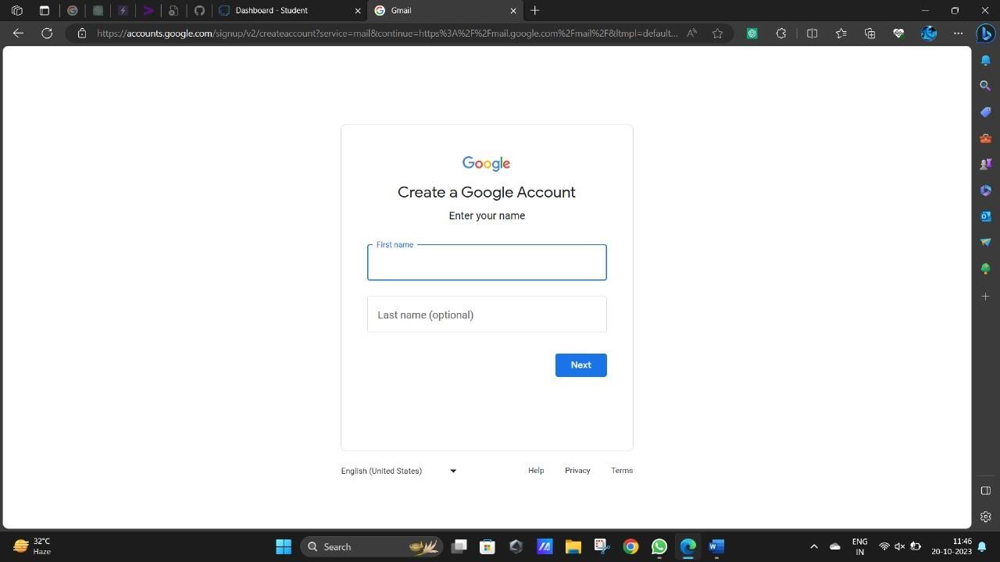 Dashboard - Student
Gmail
https://accounts.google.com/signup/v2/createaccount?service=mail&continue=https%3A%2F%2Fmail.google.com%2Fmail%2F&ltmpl=default...
Google
Create a Google Account
Enter your name
First name
Last name (optional)
Next
English (United States)
Help
Privacy
Terms
32°C
Haze
Search
ENG
IN
11:46
20-10-2023